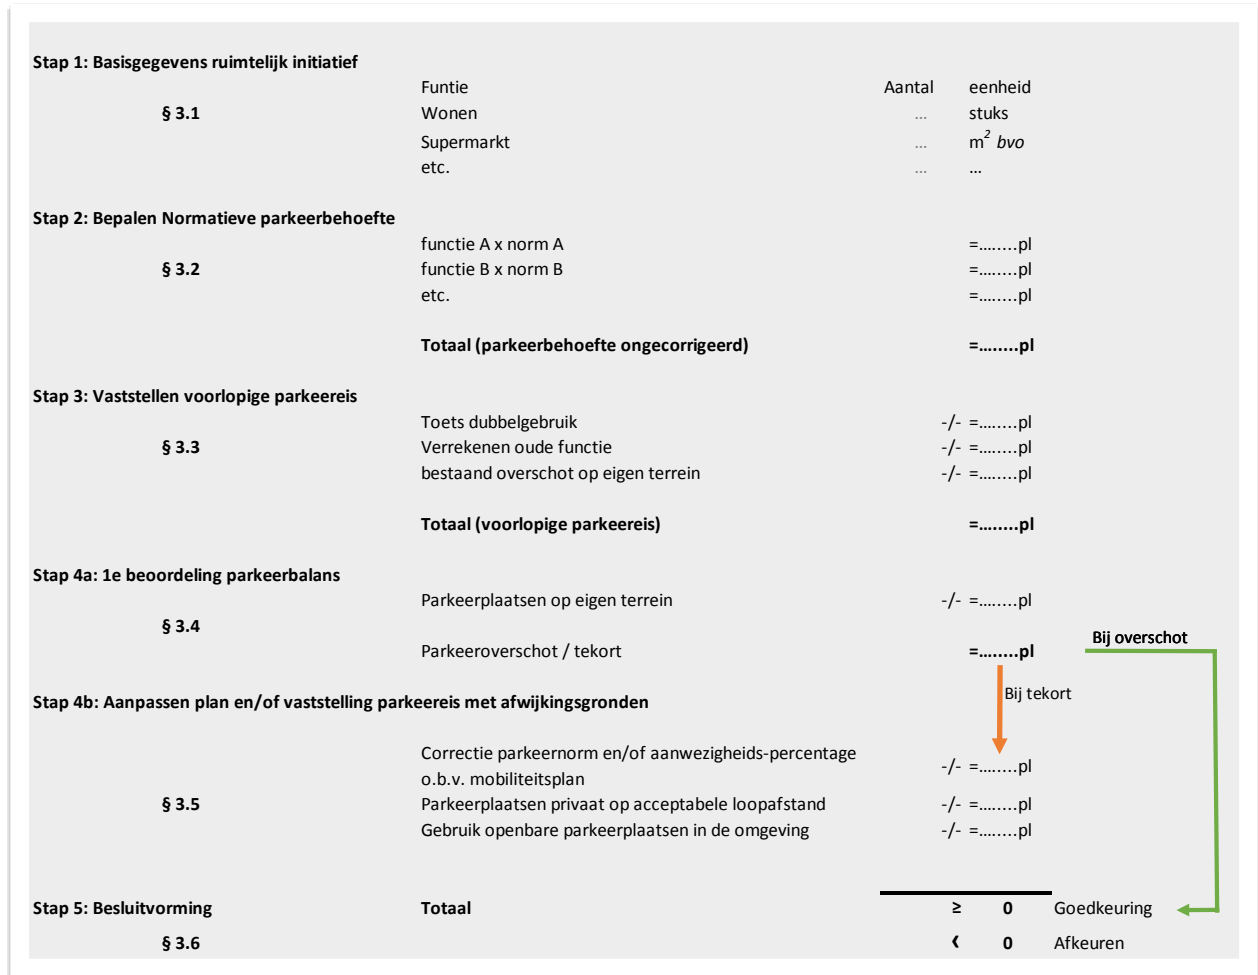 Stap 1: Basisgegevens ruimtelijk initiatief
Funtie Aantal eenheid
§ 3.1 Wonen ... stuks
Supermarkt ... m² bvo
etc. ... ...
Stap 2: Bepalen Normatieve parkeerbehoefte
functie A x norm A =........pl
§ 3.2 functie B x norm B =........pl
etc. =........pl
Totaal (parkeerbehoefte ongecorrigeerd) =........pl
Stap 3: Vaststellen voorlopige parkeereis
Toets dubbelgebruik -/- =........pl
§ 3.3 Verrekenen oude functie -/- =........pl
bestaand overschot op eigen terrein -/- =........pl
Totaal (voorlopige parkeereis) =........pl
Stap 4a: 1e beoordeling parkeerbalans
Parkeerplaatsen op eigen terrein -/- =........pl
§ 3.4
Bij overschot
Parkeeroverschot / tekort =........pl
Bij tekort
Stap 4b: Aanpassen plan en/of vaststelling parkeereis met afwijkingsgronden
Correctie parkeernorm en/of aanwezigheids-percentage
o.b.v. mobiliteitsplan -/- =........pl
§ 3.5 Parkeerplaatsen privaat op acceptabele loopafstand -/- =........pl
Gebruik openbare parkeerplaatsen in de omgeving -/- =........pl
Stap 5: Besluitvorming Totaal ≥ 0 Goedkeuring
§ 3.6 ‹ 0 Afkeuren